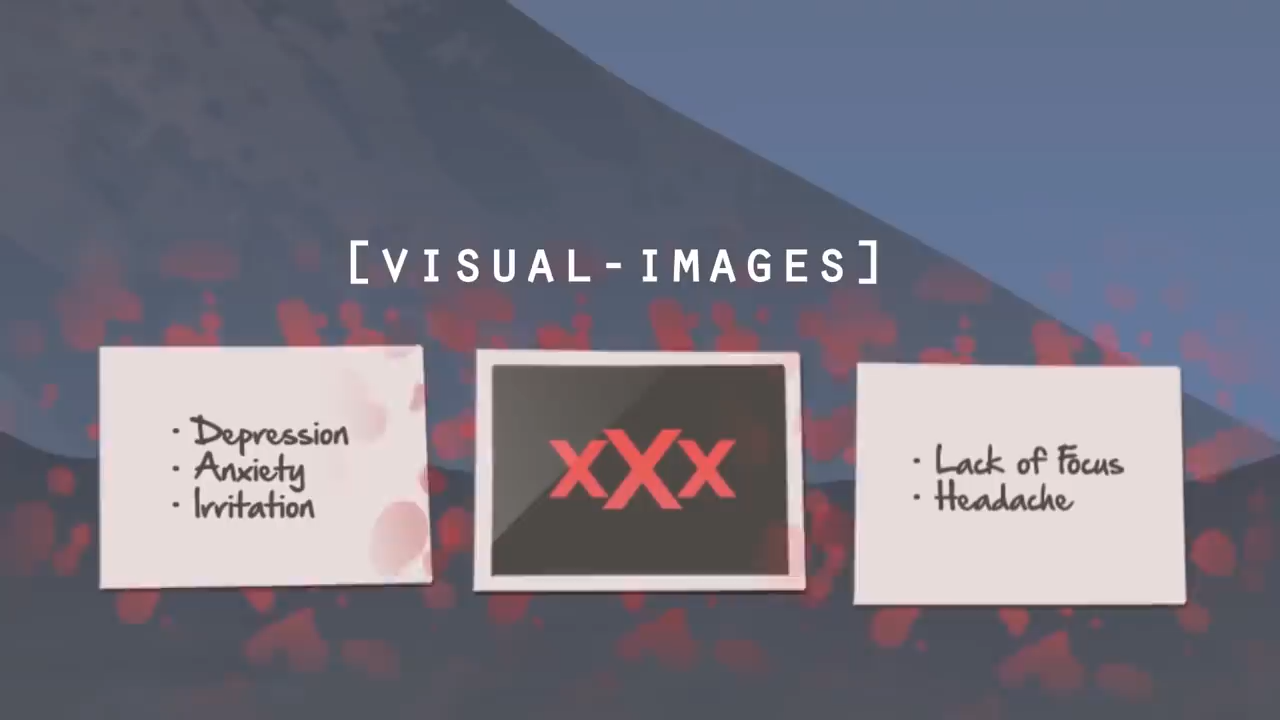 [VISUAL-IMAGES]
· Depression
· Anxiety
· Irritation
xXx
· Lack of Focus
· Headache